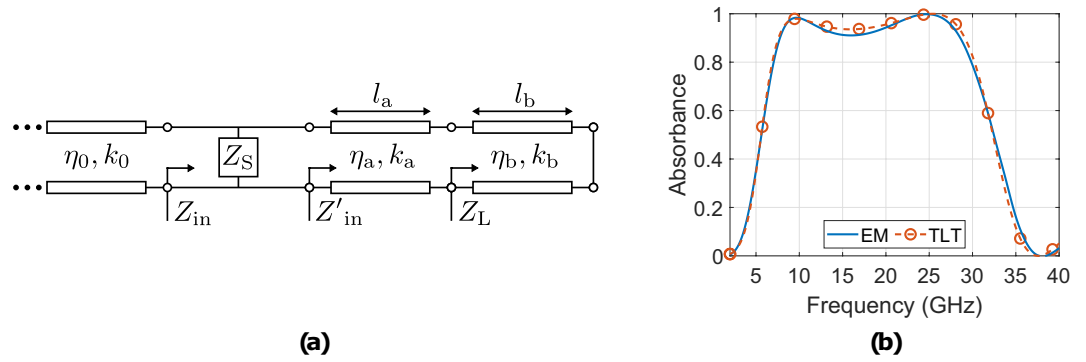 l_a l_b
η_0, k_0 Z_S η_a, k_a η_b, k_b
Z_in Z'_in Z_L
(a)
Absorbance
1
0.8
0.6
0.4
0.2
0
EM TLT
5 10 15 20 25 30 35 40
Frequency (GHz)
(b)